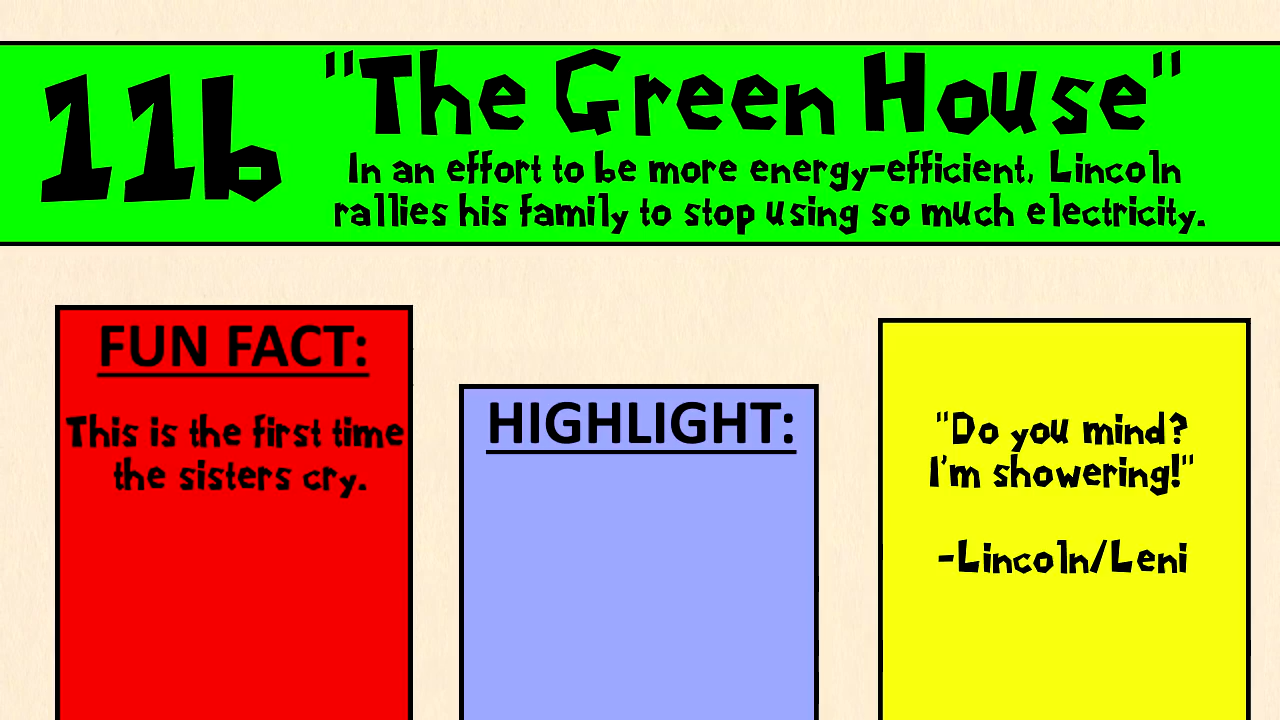 11b
"The Green House"
In an effort to be more energy-efficient, Lincoln
rallies his family to stop using so much electricity.
FUN FACT:
This is the first time
the sisters cry.
HIGHLIGHT:
"Do you mind?
I'm showering!"
-Lincoln/Leni